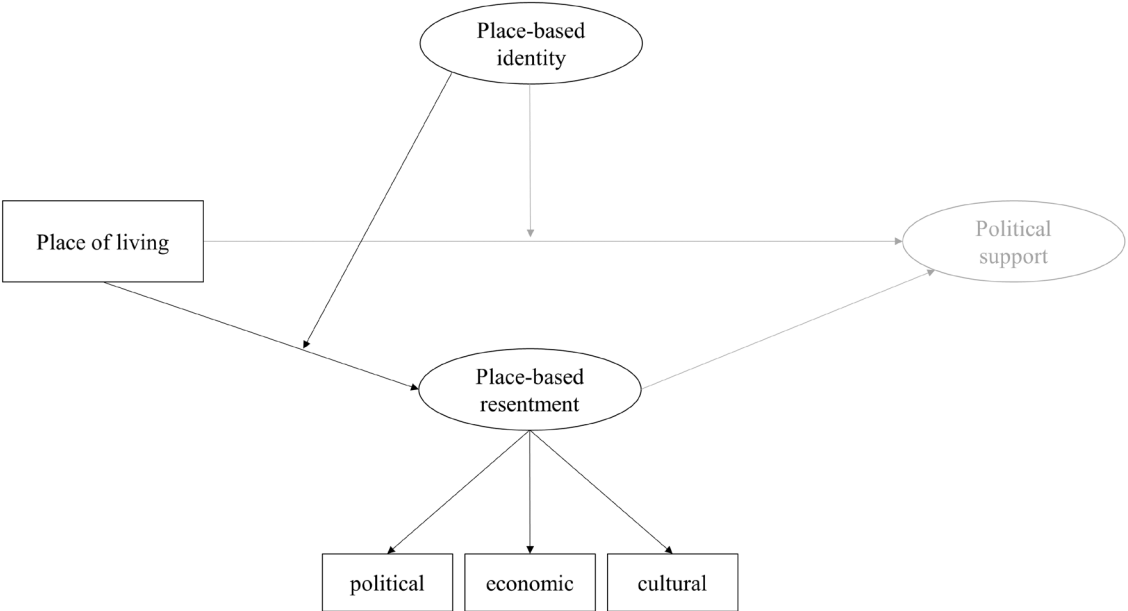 Place-based
identity
Place of living
Political
support
Place-based
resentment
political
economic
cultural